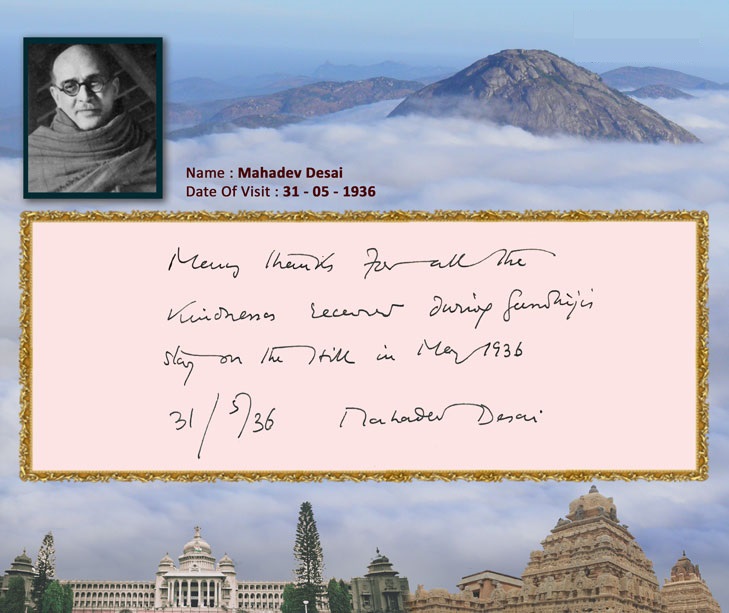 Name : Mahadev Desai
Date Of Visit : 31 - 05 - 1936
Many thanks for all the
kindnesses received during Gandhiji's
stay on the Hill in May 1936
31/5/36 Mahadev Desai